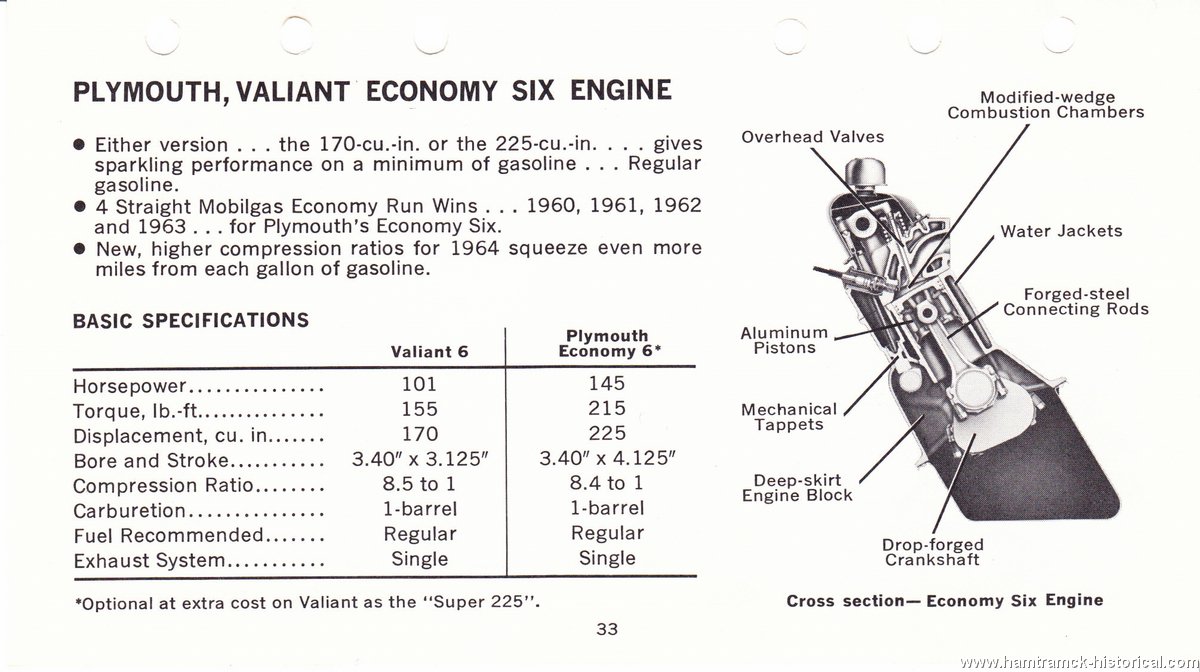 PLYMOUTH, VALIANT ECONOMY SIX ENGINE
● Either version . . . the 170-cu.-in. or the 225-cu.-in. . . . gives
sparkling performance on a minimum of gasoline . . . Regular
gasoline.
● 4 Straight Mobilgas Economy Run Wins . . . 1960, 1961, 1962
and 1963 . . . for Plymouth's Economy Six.
● New, higher compression ratios for 1964 squeeze even more
miles from each gallon of gasoline.
BASIC SPECIFICATIONS
Valiant 6 Plymouth
Economy 6*
Horsepower............... 101 145
Torque, lb.-ft.............. 155 215
Displacement, cu. in....... 170 225
Bore and Stroke........... 3.40" x 3.125" 3.40" x 4.125"
Compression Ratio........ 8.5 to 1 8.4 to 1
Carburetion............... 1-barrel 1-barrel
Fuel Recommended....... Regular Regular
Exhaust System........... Single Single
*Optional at extra cost on Valiant as the "Super 225".
Modified-wedge
Combustion Chambers
Overhead Valves
Water Jackets
Forged-steel
Connecting Rods
Aluminum
Pistons
Mechanical
Tappets
Deep-skirt
Engine Block
Drop-forged
Crankshaft
Cross section— Economy Six Engine
33
www.hamtramck-historical.com